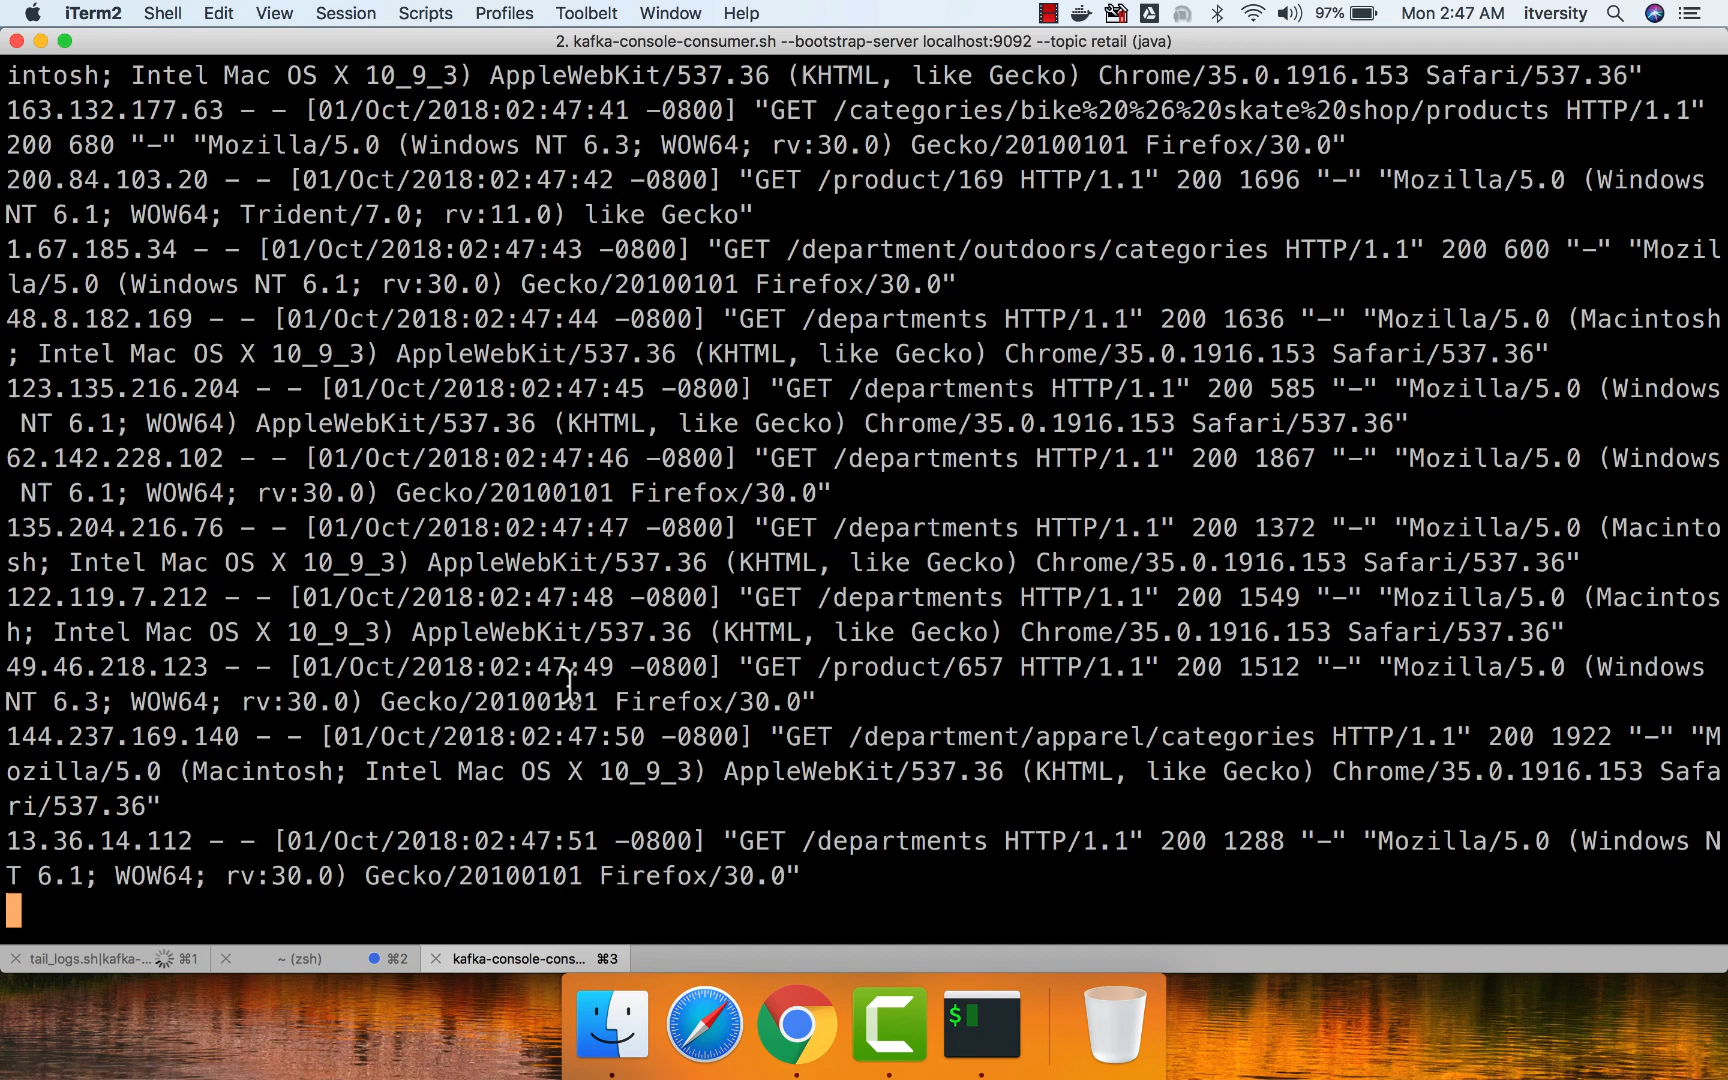 iTerm2 Shell Edit View Session Scripts Profiles Toolbelt Window Help 97% Mon 2:47 AM itversity
2. kafka-console-consumer.sh --bootstrap-server localhost:9092 --topic retail (java)
intosh; Intel Mac OS X 10_9_3) AppleWebKit/537.36 (KHTML, like Gecko) Chrome/35.0.1916.153 Safari/537.36"
163.132.177.63 - - [01/Oct/2018:02:47:41 -0800] "GET /categories/bike%20%26%20skate%20shop/products HTTP/1.1"
200 680 "-" "Mozilla/5.0 (Windows NT 6.3; WOW64; rv:30.0) Gecko/20100101 Firefox/30.0"
200.84.103.20 - - [01/Oct/2018:02:47:42 -0800] "GET /product/169 HTTP/1.1" 200 1696 "-" "Mozilla/5.0 (Windows
NT 6.1; WOW64; Trident/7.0; rv:11.0) like Gecko"
1.67.185.34 - - [01/Oct/2018:02:47:43 -0800] "GET /department/outdoors/categories HTTP/1.1" 200 600 "-" "Mozil
la/5.0 (Windows NT 6.1; rv:30.0) Gecko/20100101 Firefox/30.0"
48.8.182.169 - - [01/Oct/2018:02:47:44 -0800] "GET /departments HTTP/1.1" 200 1636 "-" "Mozilla/5.0 (Macintosh
; Intel Mac OS X 10_9_3) AppleWebKit/537.36 (KHTML, like Gecko) Chrome/35.0.1916.153 Safari/537.36"
123.135.216.204 - - [01/Oct/2018:02:47:45 -0800] "GET /departments HTTP/1.1" 200 585 "-" "Mozilla/5.0 (Windows
NT 6.1; WOW64) AppleWebKit/537.36 (KHTML, like Gecko) Chrome/35.0.1916.153 Safari/537.36"
62.142.228.102 - - [01/Oct/2018:02:47:46 -0800] "GET /departments HTTP/1.1" 200 1867 "-" "Mozilla/5.0 (Windows
NT 6.1; WOW64; rv:30.0) Gecko/20100101 Firefox/30.0"
135.204.216.76 - - [01/Oct/2018:02:47:47 -0800] "GET /departments HTTP/1.1" 200 1372 "-" "Mozilla/5.0 (Macinto
sh; Intel Mac OS X 10_9_3) AppleWebKit/537.36 (KHTML, like Gecko) Chrome/35.0.1916.153 Safari/537.36"
122.119.7.212 - - [01/Oct/2018:02:47:48 -0800] "GET /departments HTTP/1.1" 200 1549 "-" "Mozilla/5.0 (Macintos
h; Intel Mac OS X 10_9_3) AppleWebKit/537.36 (KHTML, like Gecko) Chrome/35.0.1916.153 Safari/537.36"
49.46.218.123 - - [01/Oct/2018:02:47:49 -0800] "GET /product/657 HTTP/1.1" 200 1512 "-" "Mozilla/5.0 (Windows
NT 6.3; WOW64; rv:30.0) Gecko/20100101 Firefox/30.0"
144.237.169.140 - - [01/Oct/2018:02:47:50 -0800] "GET /department/apparel/categories HTTP/1.1" 200 1922 "-" "M
ozilla/5.0 (Macintosh; Intel Mac OS X 10_9_3) AppleWebKit/537.36 (KHTML, like Gecko) Chrome/35.0.1916.153 Safa
ri/537.36"
13.36.14.112 - - [01/Oct/2018:02:47:51 -0800] "GET /departments HTTP/1.1" 200 1288 "-" "Mozilla/5.0 (Windows N
T 6.1; WOW64; rv:30.0) Gecko/20100101 Firefox/30.0"
tail_logs.sh|kafka-... ⌘1 ~ (zsh) ⌘2 kafka-console-cons... ⌘3
$